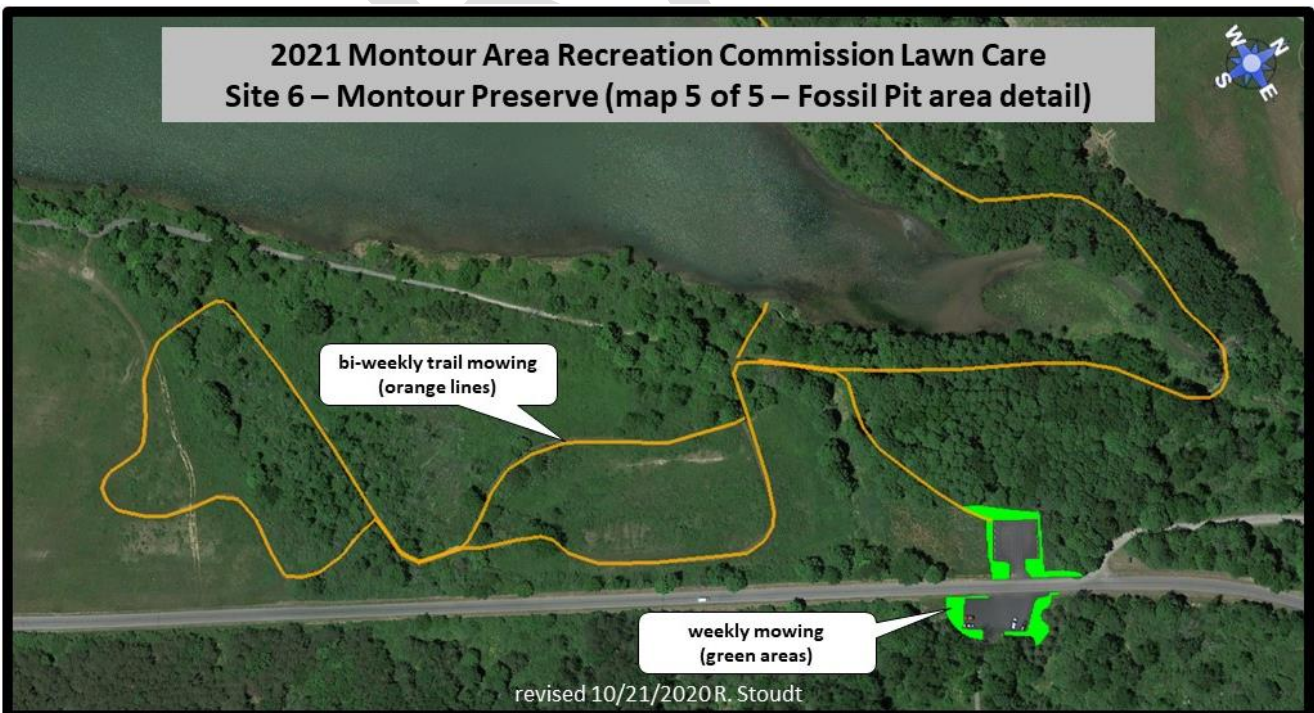 2021 Montour Area Recreation Commission Lawn Care
Site 6 – Montour Preserve (map 5 of 5 – Fossil Pit area detail)
W N
S E
bi-weekly trail mowing
(orange lines)
weekly mowing
(green areas)
revised 10/21/2020 R. Stoudt